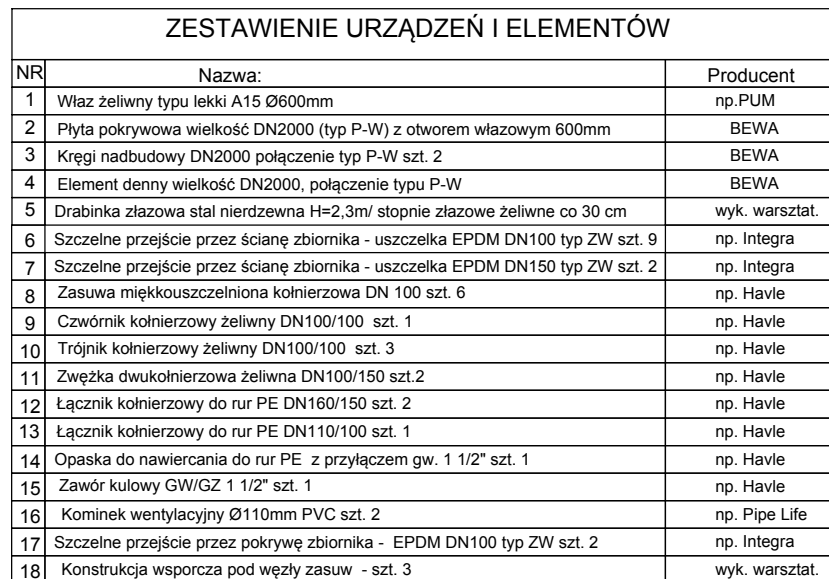 ZESTAWIENIE URZĄDZEŃ I ELEMENTÓW
NR Nazwa: Producent
1 Właz żeliwny typu lekki A15 Ø600mm np.PUM
2 Płyta pokrywowa wielkość DN2000 (typ P-W) z otworem włazowym 600mm BEWA
3 Kręgi nadbudowy DN2000 połączenie typ P-W szt. 2 BEWA
4 Element denny wielkość DN2000, połączenie typu P-W BEWA
5 Drabinka złazowa stal nierdzewna H=2,3m/ stopnie złazowe żeliwne co 30 cm wyk. warsztat.
6 Szczelne przejście przez ścianę zbiornika - uszczelka EPDM DN100 typ ZW szt. 9 np. Integra
7 Szczelne przejście przez ścianę zbiornika - uszczelka EPDM DN150 typ ZW szt. 2 np. Integra
8 Zasuwa miękkouszczelniona kołnierzowa DN 100 szt. 6 np. Havle
9 Czwórnik kołnierzowy żeliwny DN100/100 szt. 1 np. Havle
10 Trójnik kołnierzowy żeliwny DN100/100 szt. 3 np. Havle
11 Zwężka dwukołnierzowa żeliwna DN100/150 szt.2 np. Havle
12 Łącznik kołnierzowy do rur PE DN160/150 szt. 2 np. Havle
13 Łącznik kołnierzowy do rur PE DN110/100 szt. 1 np. Havle
14 Opaska do nawiercania do rur PE z przyłączem gw. 1 1/2" szt. 1 np. Havle
15 Zawór kulowy GW/GZ 1 1/2" szt. 1 np. Havle
16 Kominek wentylacyjny Ø110mm PVC szt. 2 np. Pipe Life
17 Szczelne przejście przez pokrywę zbiornika - EPDM DN100 typ ZW szt. 2 np. Integra
18 Konstrukcja wsporcza pod węzły zasuw - szt. 3 wyk. warsztat.